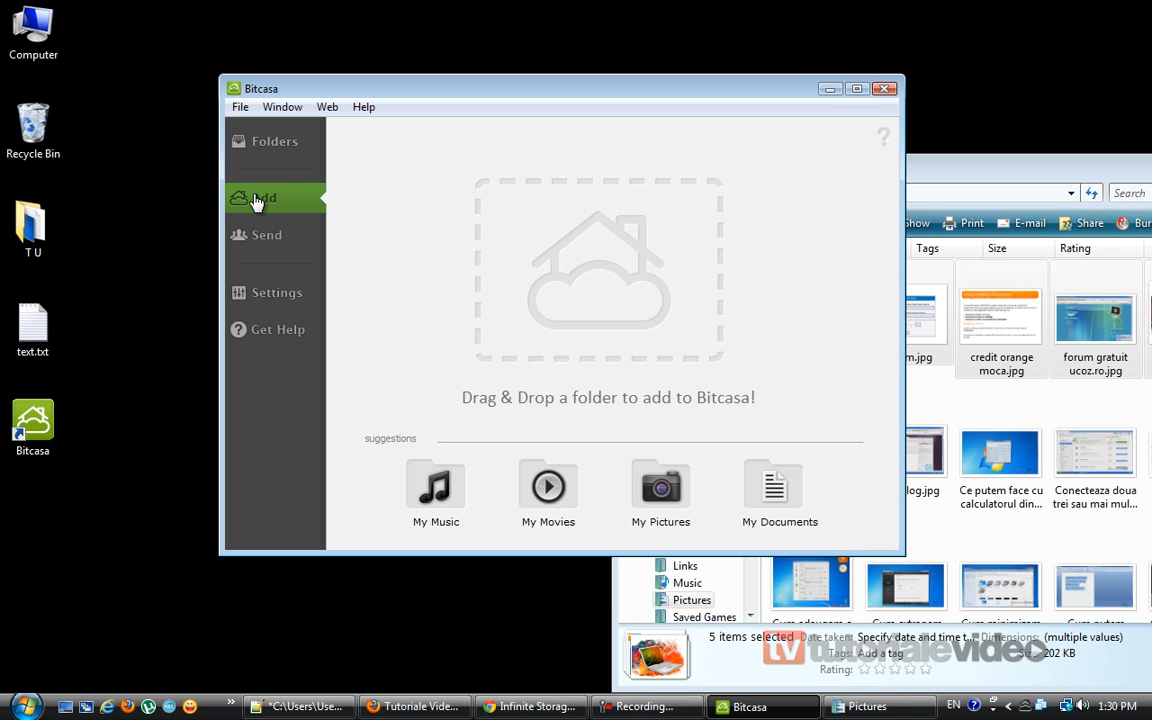 Computer
Recycle Bin
T U
text.txt
Bitcasa
Bitcasa
File Window Web Help
Folders
Add
Send
Settings
Get Help
?
Drag & Drop a folder to add to Bitcasa!
suggestions
My Music
My Movies
My Pictures
My Documents
Search
Print E-mail Share
Tags Size Rating
m.jpg
credit orange
moca.jpg
forum gratuit
ucoz.ro.jpg
log.jpg
Ce putem face cu
calculatorul din...
Conecteaza doua
trei sau mai mul...
Links
Music
Pictures
Saved Games
5 items selected Date taken: Specify date and time t... Dimensions: (multiple values)
Tags: Add a tag Size: 202 KB
Rating:
tv tutorialevideo
» *C:\Users\Use... Tutoriale Vide... Infinite Storag... Recording... Bitcasa Pictures EN 1:30 PM